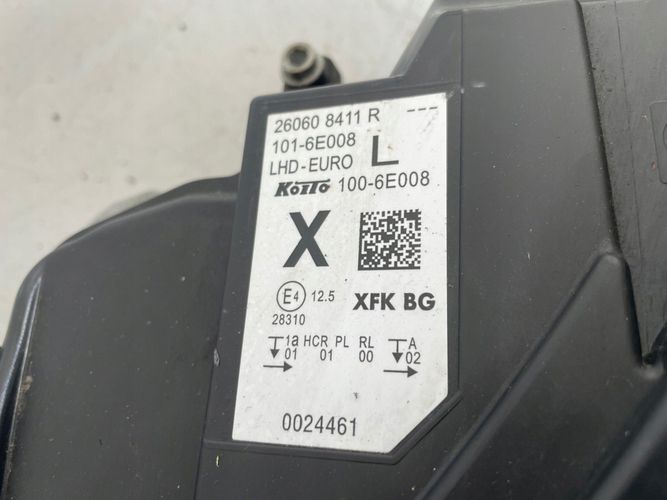 26060 8411 R ---
101-6E008
LHD-EURO L
KOITO 100-6E008
X
E4 12.5 XFK BG
28310
1a HCR PL RL A
01 01 00 02
0024461